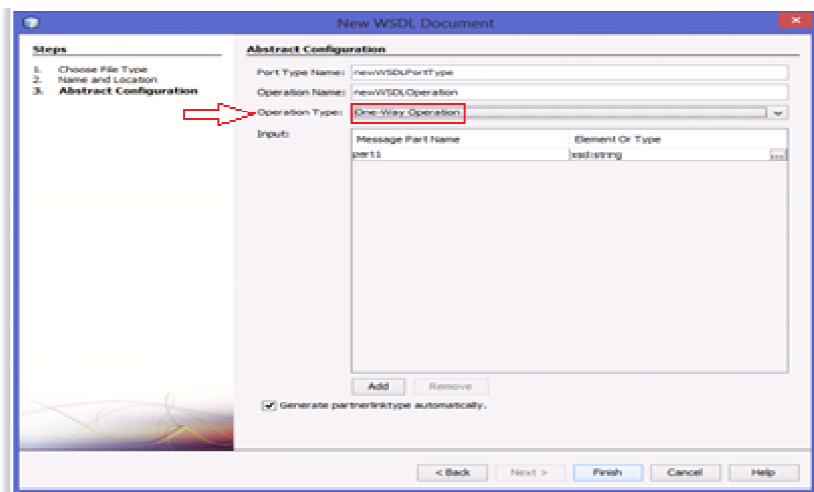 New WSDL Document
Steps
1. Choose File Type
2. Name and Location
3. Abstract Configuration
Abstract Configuration
Port Type Name: newWSDLPortType
Operation Name: newWSDLOperation
Operation Type: One-Way Operation
Input:
Message Part Name Element Or Type
part1 xsd:string ...
Add Remove
Generate partnerlinktype automatically.
< Back Next > Finish Cancel Help